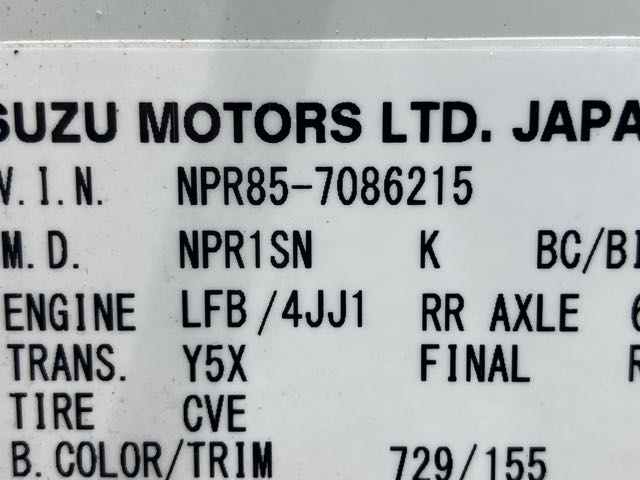 SUZU MOTORS LTD. JAPA
V.I.N. NPR85-7086215
M.D. NPR1SN K BC/BI
ENGINE LFB/4JJ1 RR AXLE 6
TRANS. Y5X FINAL R
TIRE CVE
B.COLOR/TRIM 729/155